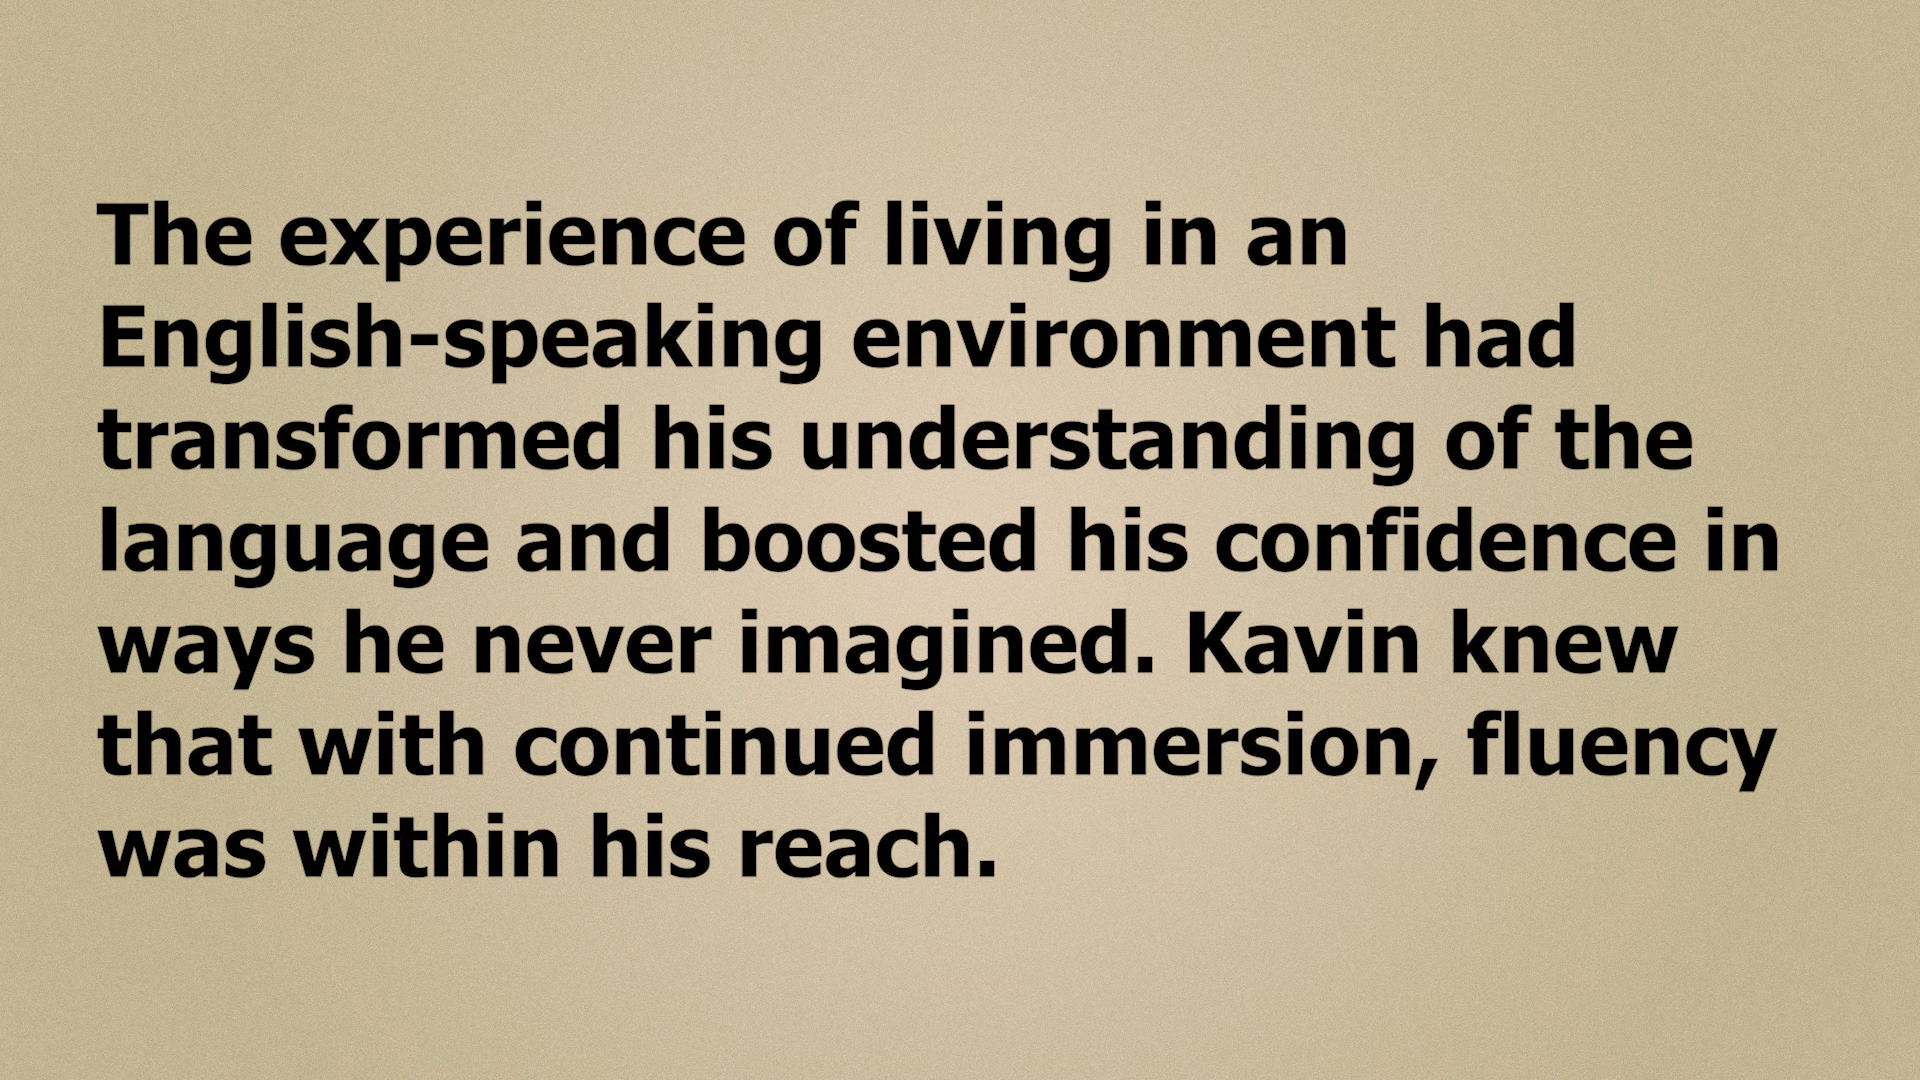 The experience of living in an
English-speaking environment had
transformed his understanding of the
language and boosted his confidence in
ways he never imagined. Kavin knew
that with continued immersion, fluency
was within his reach.